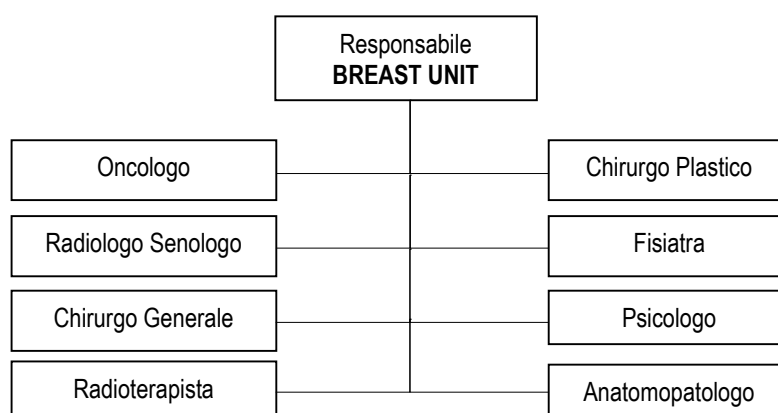 Responsabile
BREAST UNIT
Oncologo
Chirurgo Plastico
Radiologo Senologo
Fisiatra
Chirurgo Generale
Psicologo
Radioterapista
Anatomopatologo